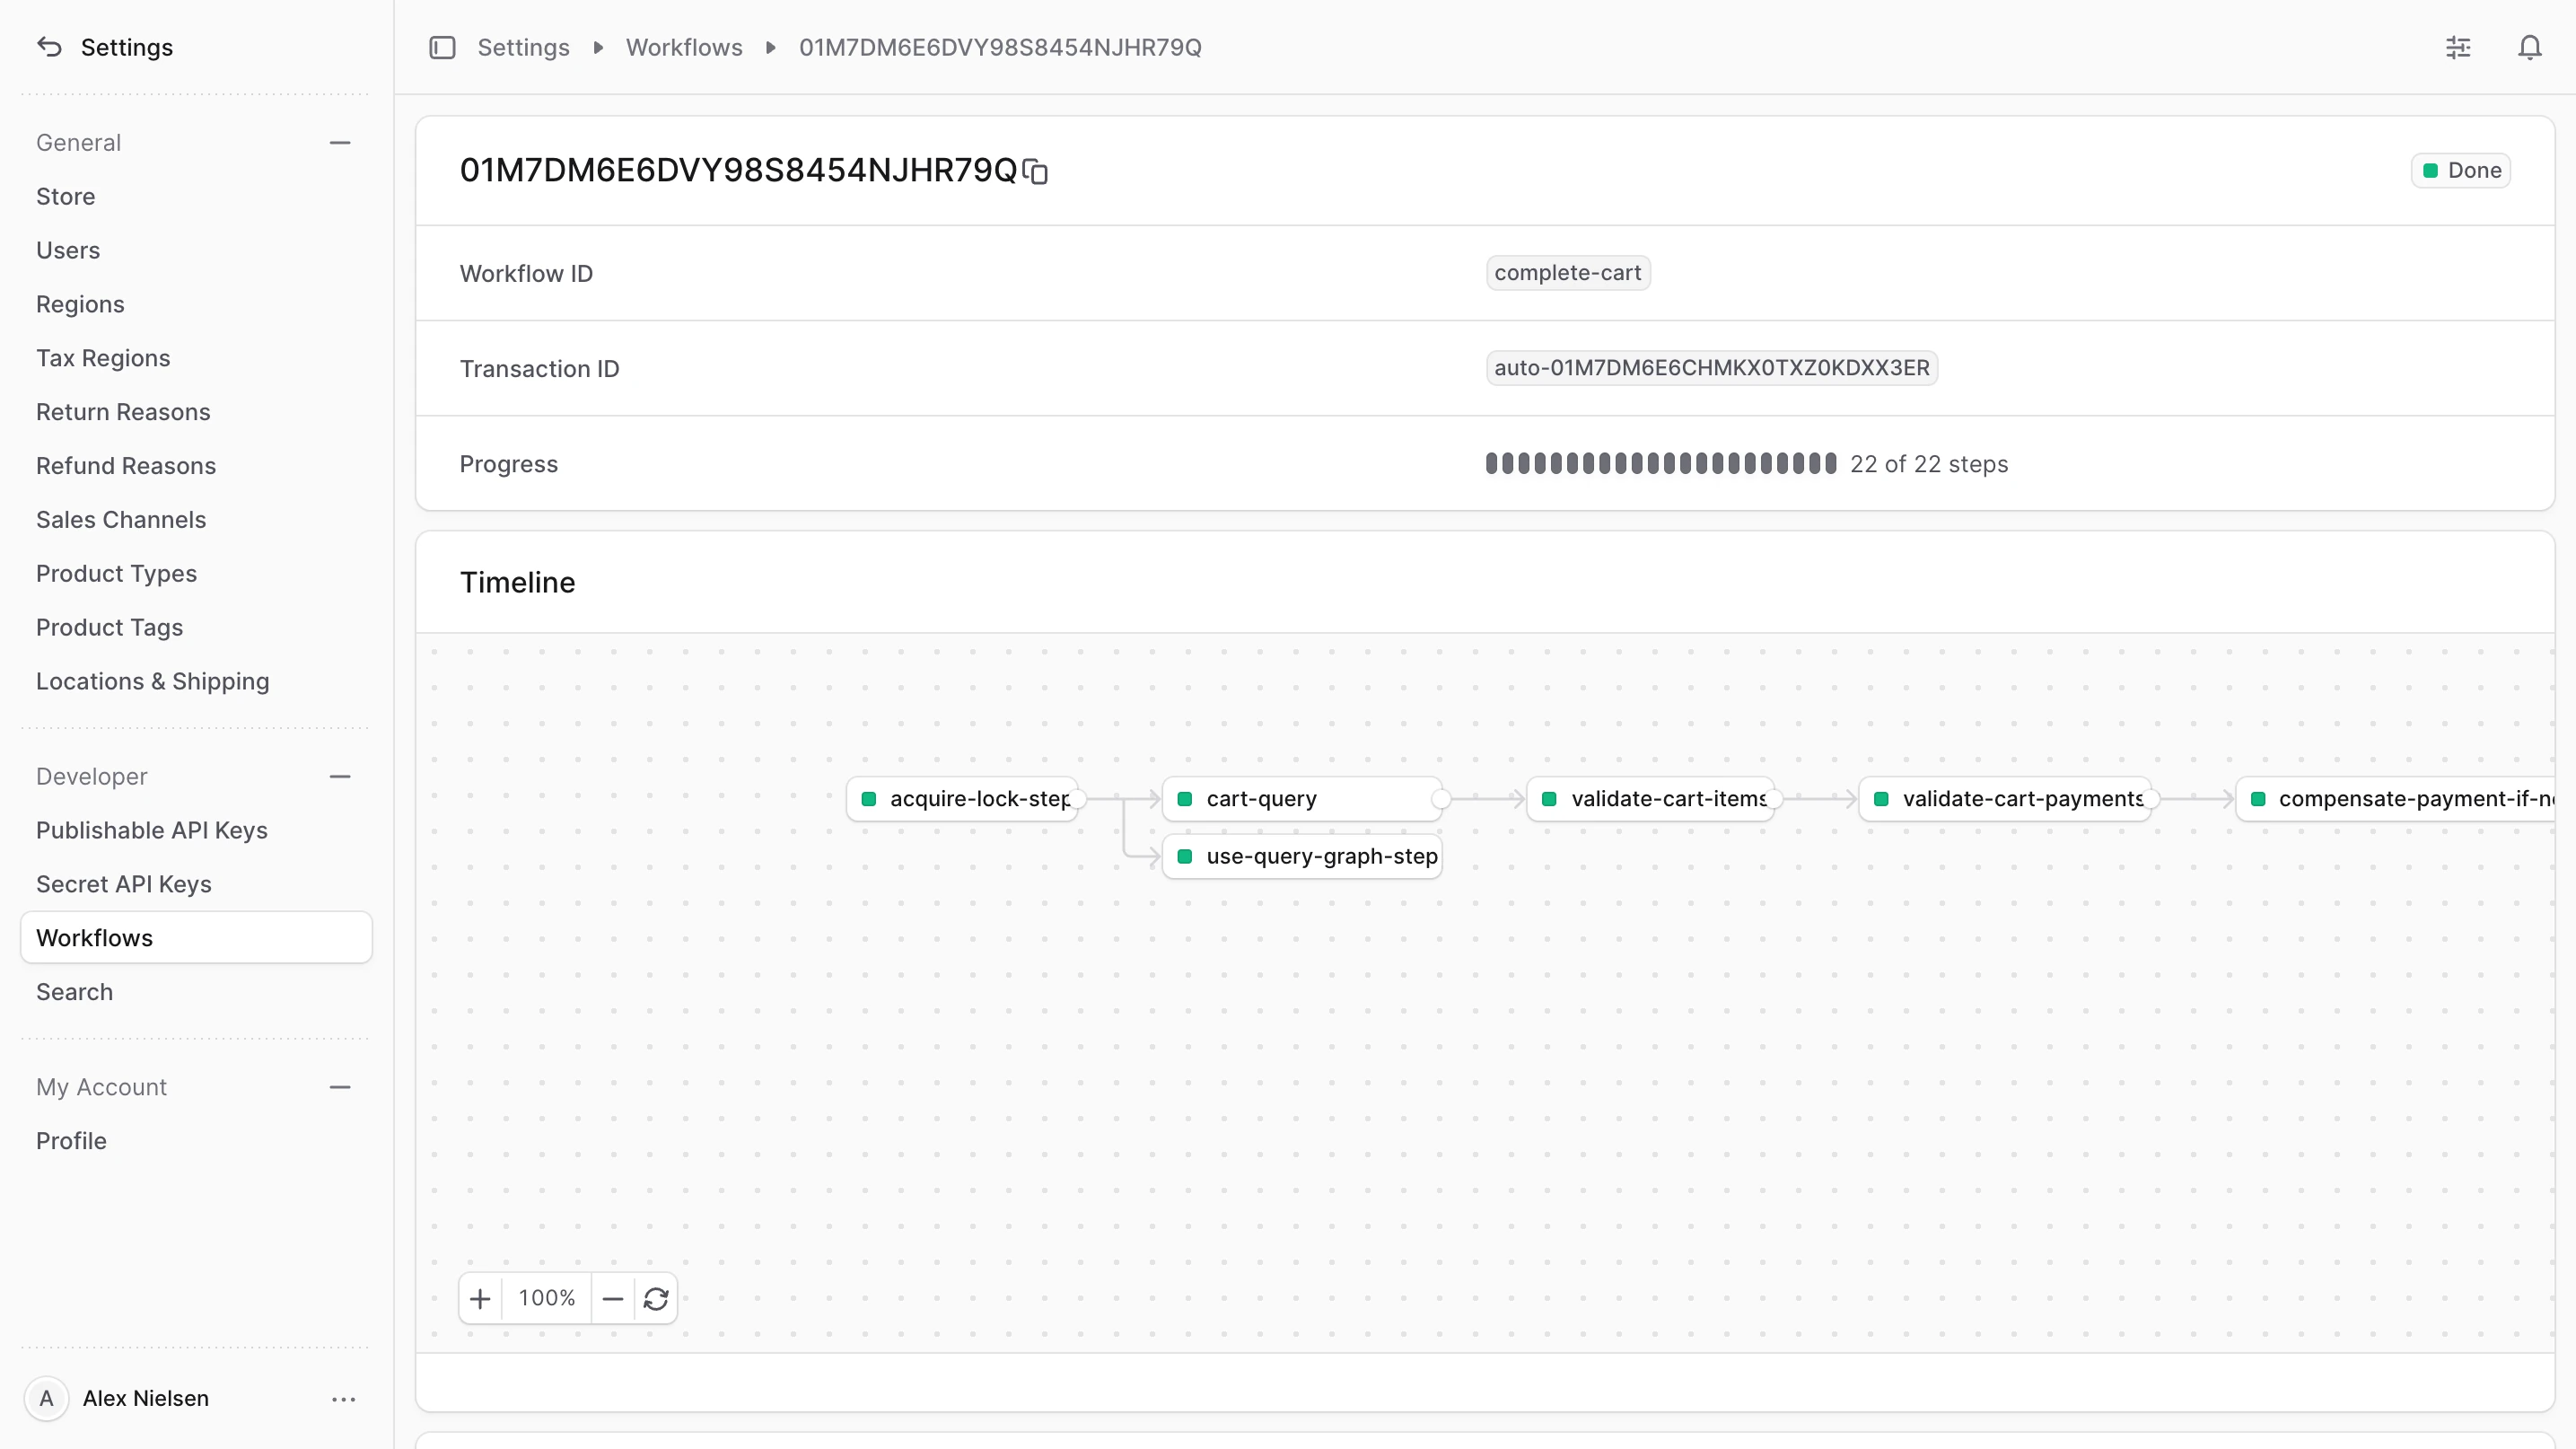 Settings
General
Store
Users
Regions
Tax Regions
Return Reasons
Refund Reasons
Sales Channels
Product Types
Product Tags
Locations & Shipping
Developer
Publishable API Keys
Secret API Keys
Workflows
Search
My Account
Profile
A Alex Nielsen
Settings Workflows 01M7DM6E6DVY98S8454NJHR79Q
01M7DM6E6DVY98S8454NJHR79Q Done
Workflow ID complete-cart
Transaction ID auto-01M7DM6E6CHMKX0TXZ0KDXX3ER
Progress 22 of 22 steps
Timeline
acquire-lock-step cart-query validate-cart-items validate-cart-payments compensate-payment-if-n
use-query-graph-step
100%